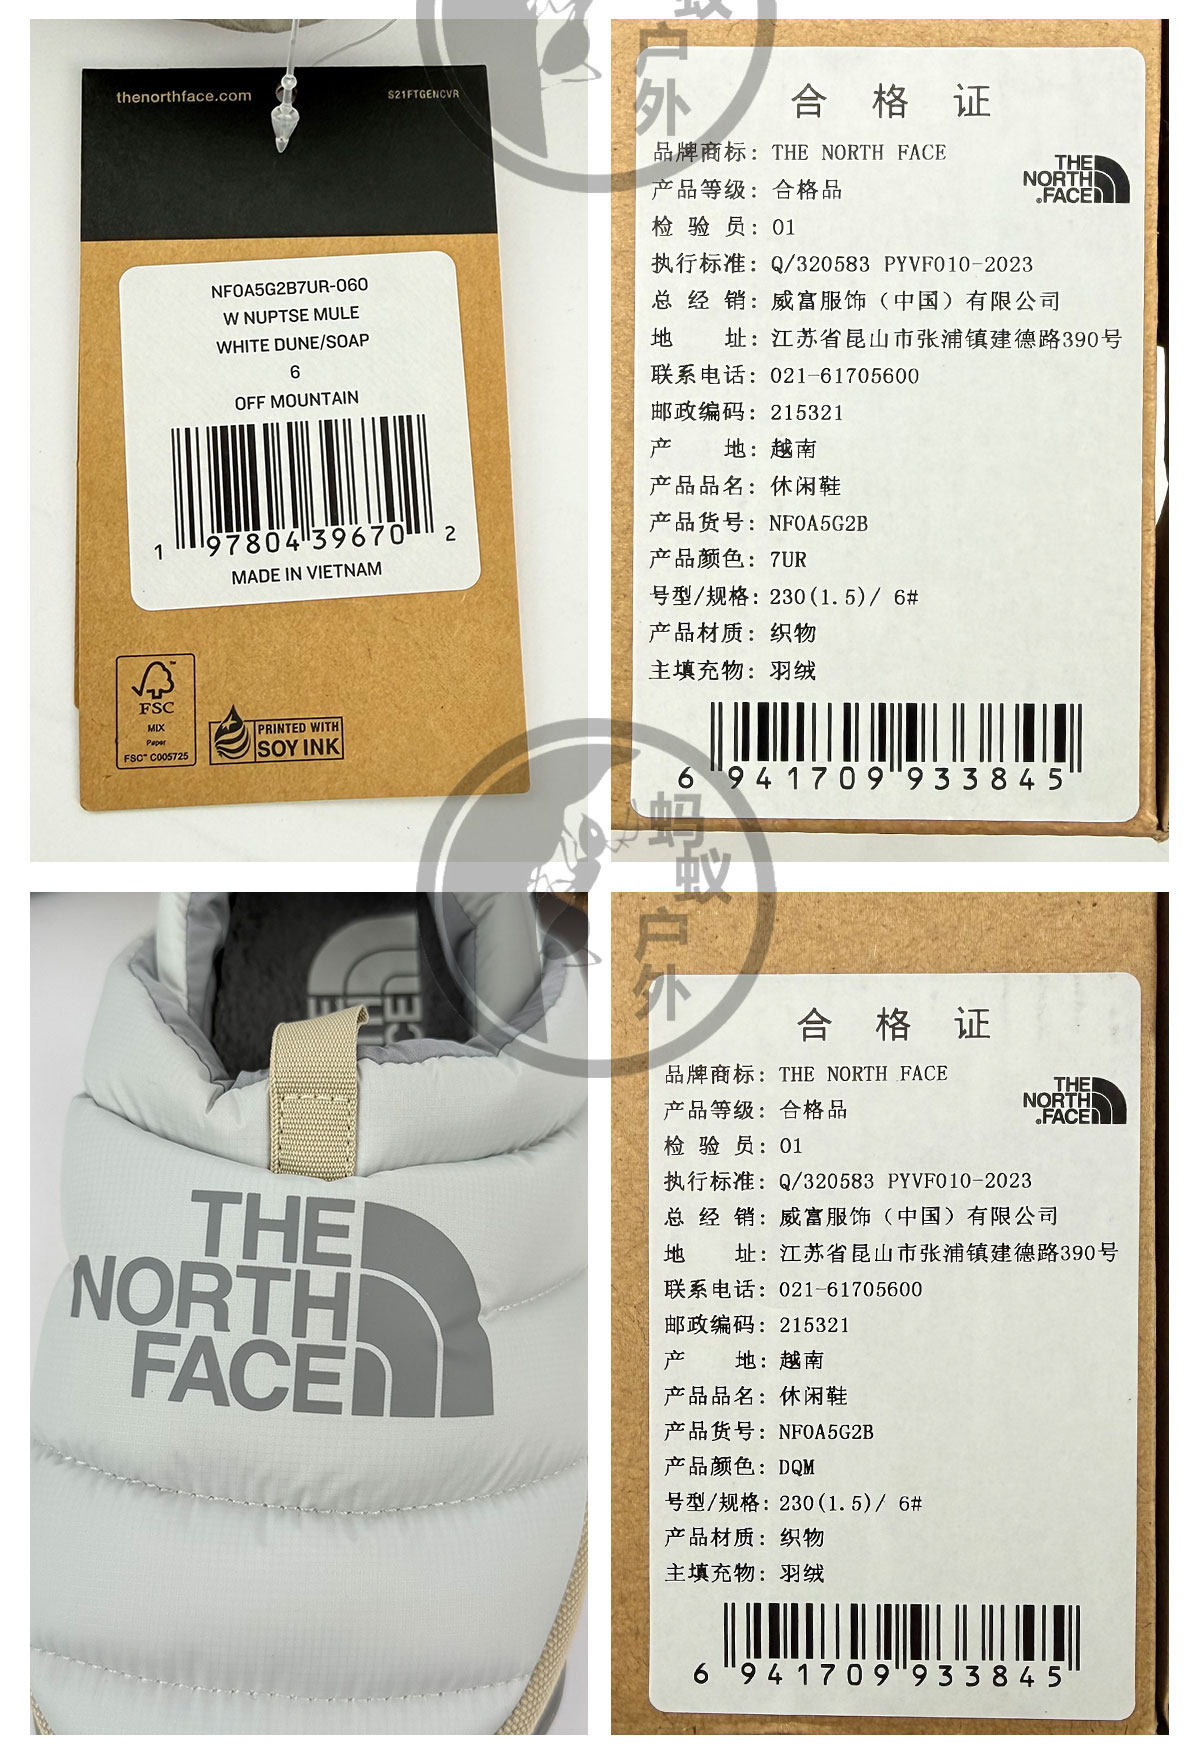 thenorthface.com
S21FTGENCVR
NF0A5G2B7UR-060
W NUPTSE MULE
WHITE DUNE/SOAP
6
OFF MOUNTAIN
1 97804 39670 2
MADE IN VIETNAM
FSC
MIX
Paper
FSC™ C005725
PRINTED WITH
SOY INK
合格证
品牌商标: THE NORTH FACE
产品等级: 合格品
检 验 员: 01
执行标准: Q/320583 PYVF010-2023
总 经 销: 威富服饰（中国）有限公司
地 址: 江苏省昆山市张浦镇建德路390号
联系电话: 021-61705600
邮政编码: 215321
产 地: 越南
产品品名: 休闲鞋
产品货号: NF0A5G2B
产品颜色: 7UR
号型/规格: 230(1.5)/ 6#
产品材质: 织物
主填充物: 羽绒
6 941709 933845
THE
NORTH
FACE
蚂蚁户外
THE
NORTH
FACE
合格证
品牌商标: THE NORTH FACE
产品等级: 合格品
检 验 员: 01
执行标准: Q/320583 PYVF010-2023
总 经 销: 威富服饰（中国）有限公司
地 址: 江苏省昆山市张浦镇建德路390号
联系电话: 021-61705600
邮政编码: 215321
产 地: 越南
产品品名: 休闲鞋
产品货号: NF0A5G2B
产品颜色: DQM
号型/规格: 230(1.5)/ 6#
产品材质: 织物
主填充物: 羽绒
6 941709 933845
THE
NORTH
FACE